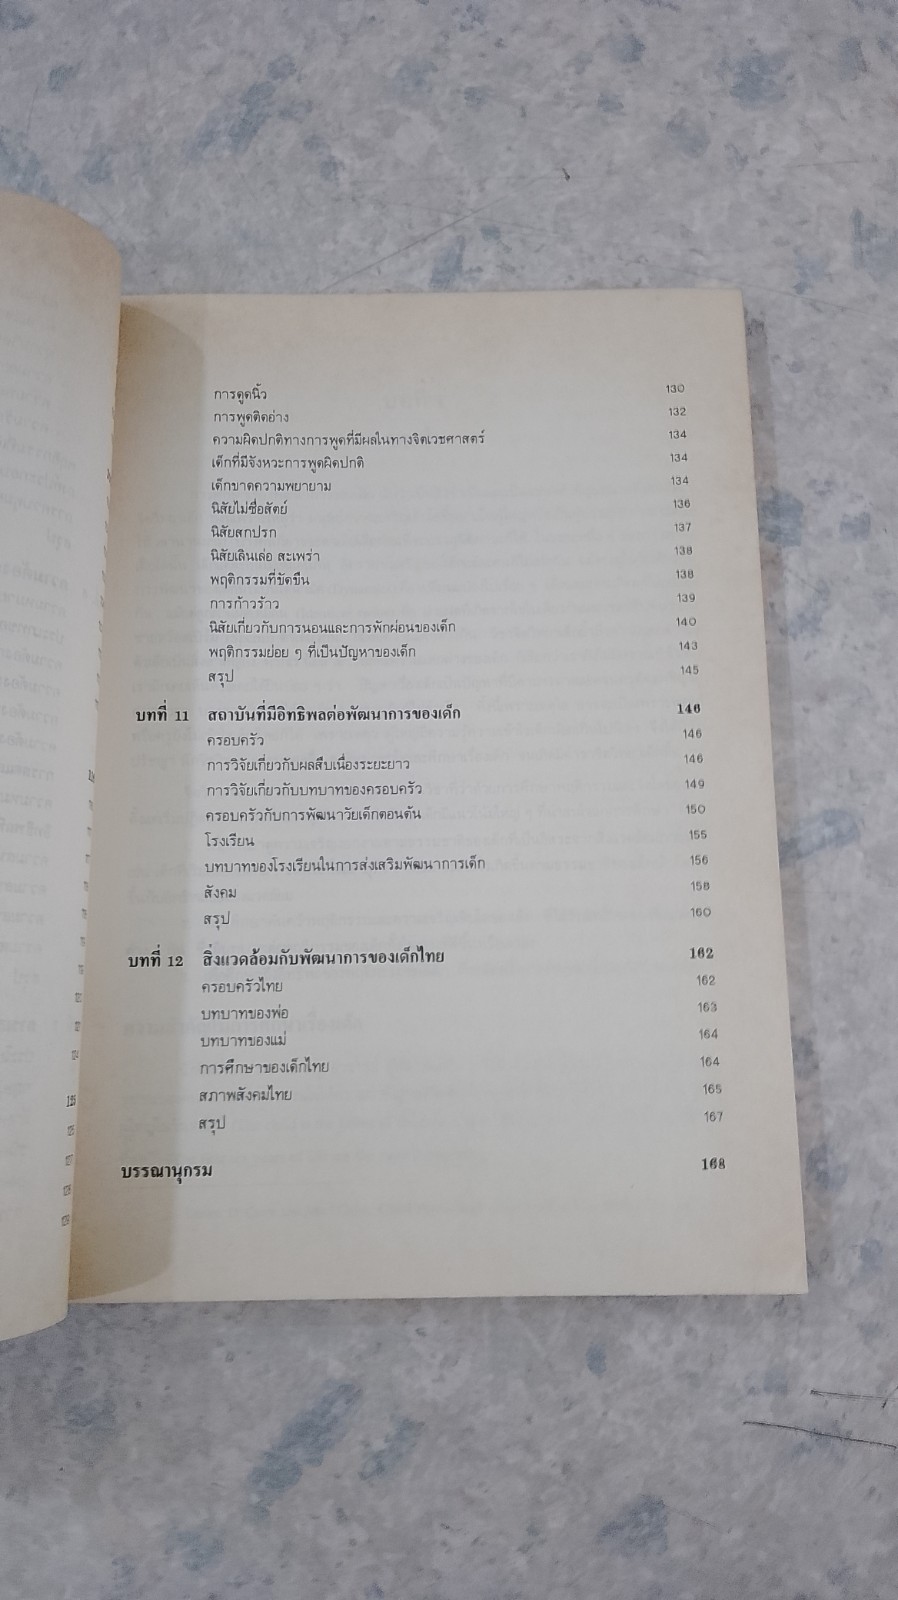 การดูดนิ้ว 130
การพูดติดอ่าง 132
ความผิดปกติทางการพูดที่มีผลในทางจิตเวชศาสตร์ 134
เด็กที่มีจังหวะการพูดผิดปกติ 134
เด็กขาดความพยายาม 134
นิสัยไม่ซื่อสัตย์ 136
นิสัยสกปรก 137
นิสัยเลินเล่อ สะเพร่า 138
พฤติกรรมที่ขัดขืน 138
การก้าวร้าว 139
นิสัยเกี่ยวกับการนอนและการพักผ่อนของเด็ก 140
พฤติกรรมย่อย ๆ ที่เป็นปัญหาของเด็ก 143
สรุป 145
บทที่ 11 สถาบันที่มีอิทธิพลต่อพัฒนาการของเด็ก 146
ครอบครัว 146
การวิจัยเกี่ยวกับผลสืบเนื่องระยะยาว 146
การวิจัยเกี่ยวกับบทบาทของครอบครัว 149
ครอบครัวกับการพัฒนาวัยเด็กตอนต้น 150
โรงเรียน 155
บทบาทของโรงเรียนในการส่งเสริมพัฒนาการเด็ก 156
สังคม 158
สรุป 160
บทที่ 12 สิ่งแวดล้อมกับพัฒนาการของเด็กไทย 162
ครอบครัวไทย 162
บทบาทของพ่อ 163
บทบาทของแม่ 164
การศึกษาของเด็กไทย 164
สภาพสังคมไทย 165
สรุป 167
บรรณานุกรม 168